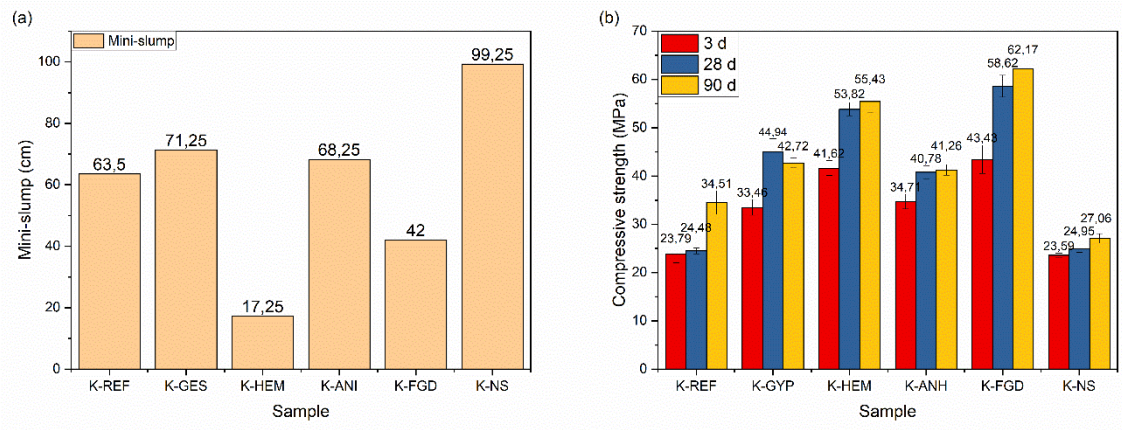 (a)
Mini-slump
Mini-slump (cm)
100
80
60
40
20
0
63,5
71,25
17,25
68,25
42
99,25
K-REF K-GES K-HEM K-ANI K-FGD K-NS
Sample
(b)
3 d
28 d
90 d
Compressive strength (MPa)
70
60
50
40
30
20
10
0
23,79 24,48 34,51
33,46 44,94 42,72
41,62 53,82 55,43
34,71 40,78 41,26
43,43 58,62 62,17
23,59 24,95 27,06
K-REF K-GYP K-HEM K-ANH K-FGD K-NS
Sample